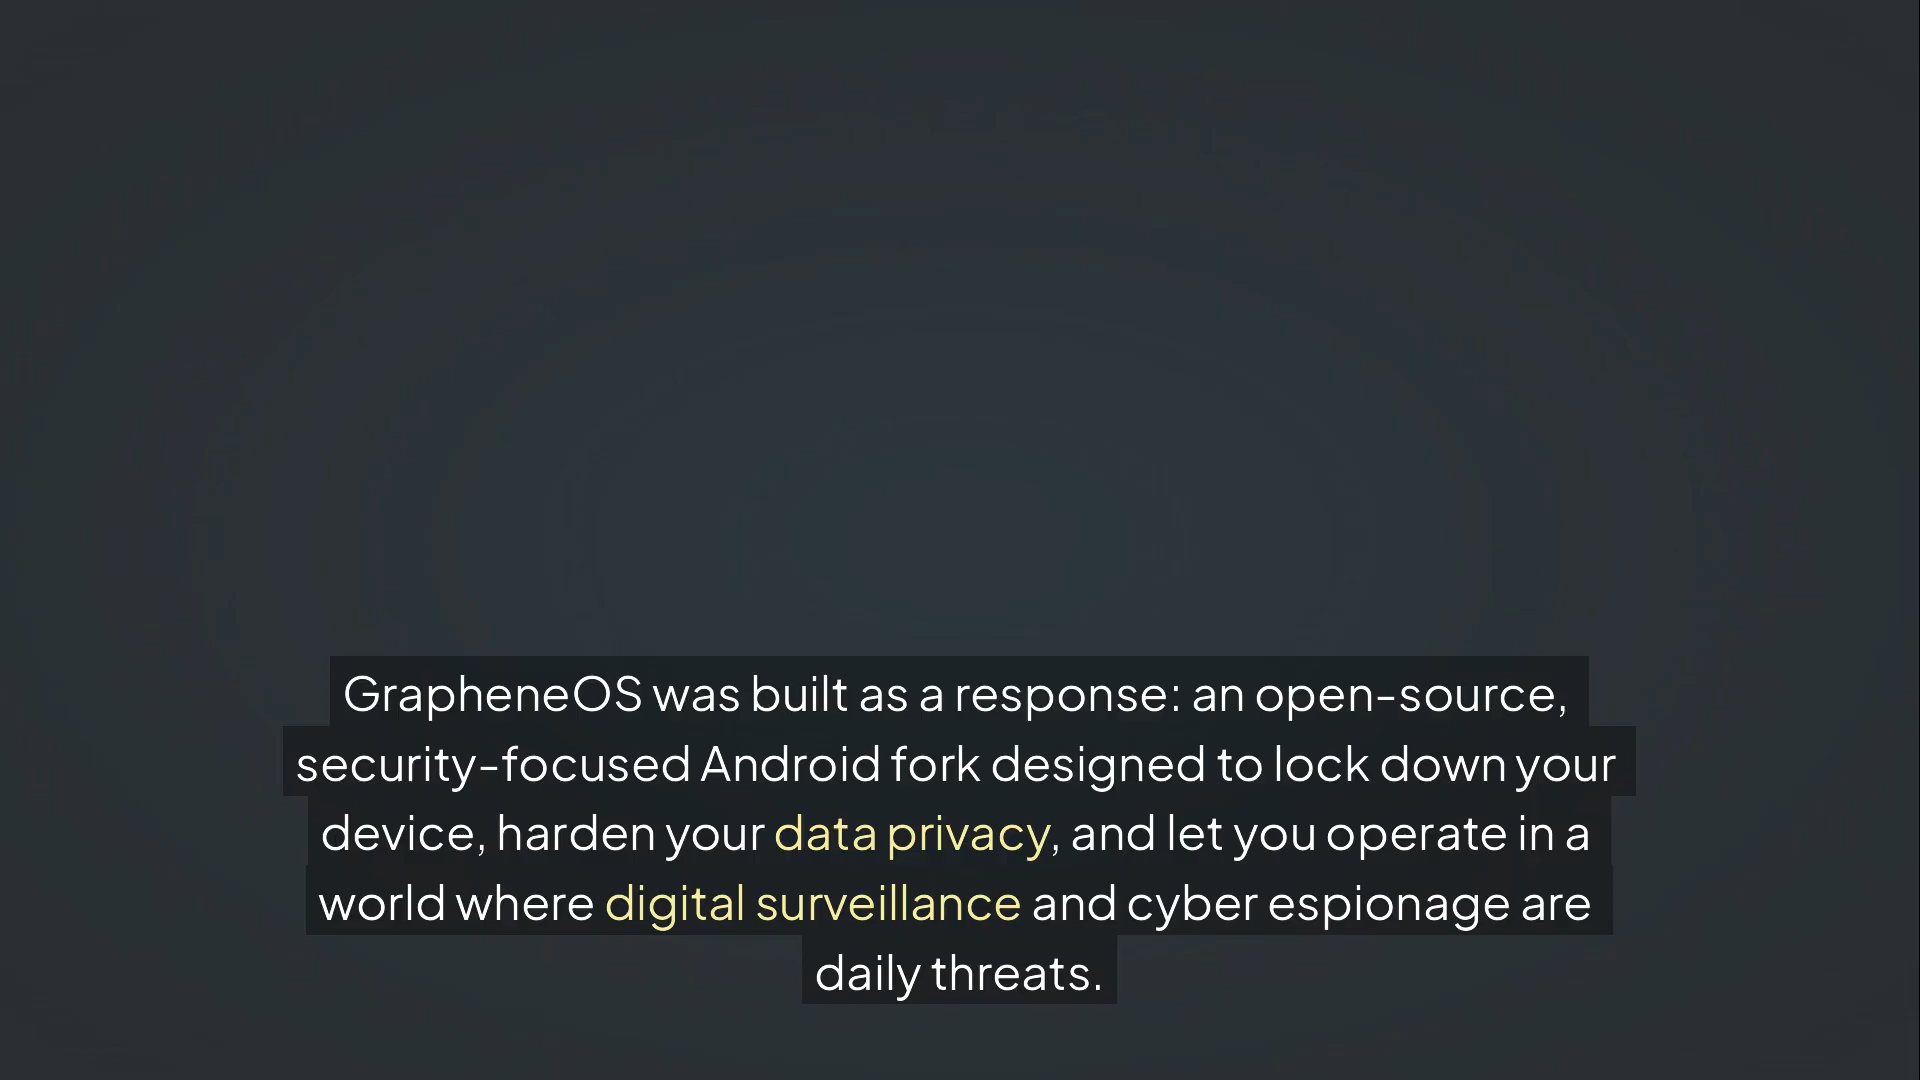 GrapheneOS was built as a response: an open-source,
security-focused Android fork designed to lock down your
device, harden your data privacy, and let you operate in a
world where digital surveillance and cyber espionage are
daily threats.